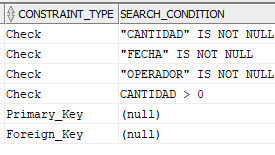 CONSTRAINT_TYPE SEARCH_CONDITION
Check "CANTIDAD" IS NOT NULL
Check "FECHA" IS NOT NULL
Check "OPERADOR" IS NOT NULL
Check CANTIDAD > 0
Primary_Key (null)
Foreign_Key (null)